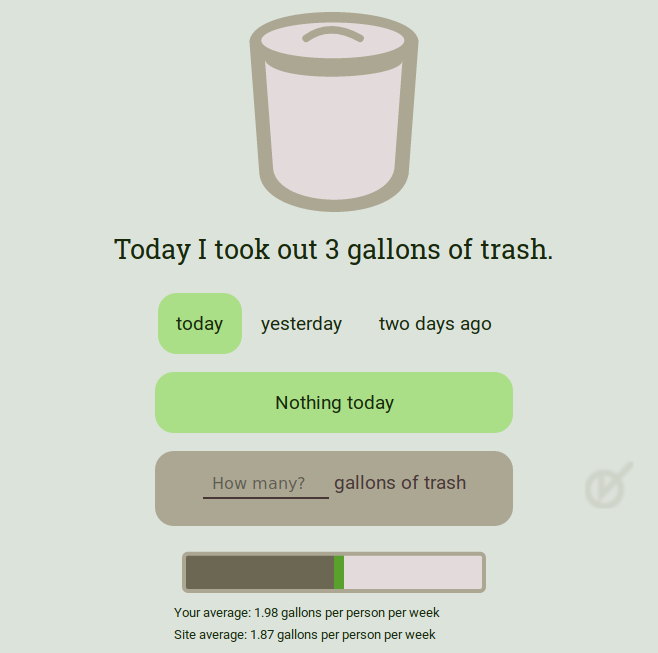 Today I took out 3 gallons of trash.
today yesterday two days ago
Nothing today
How many? gallons of trash
Your average: 1.98 gallons per person per week
Site average: 1.87 gallons per person per week